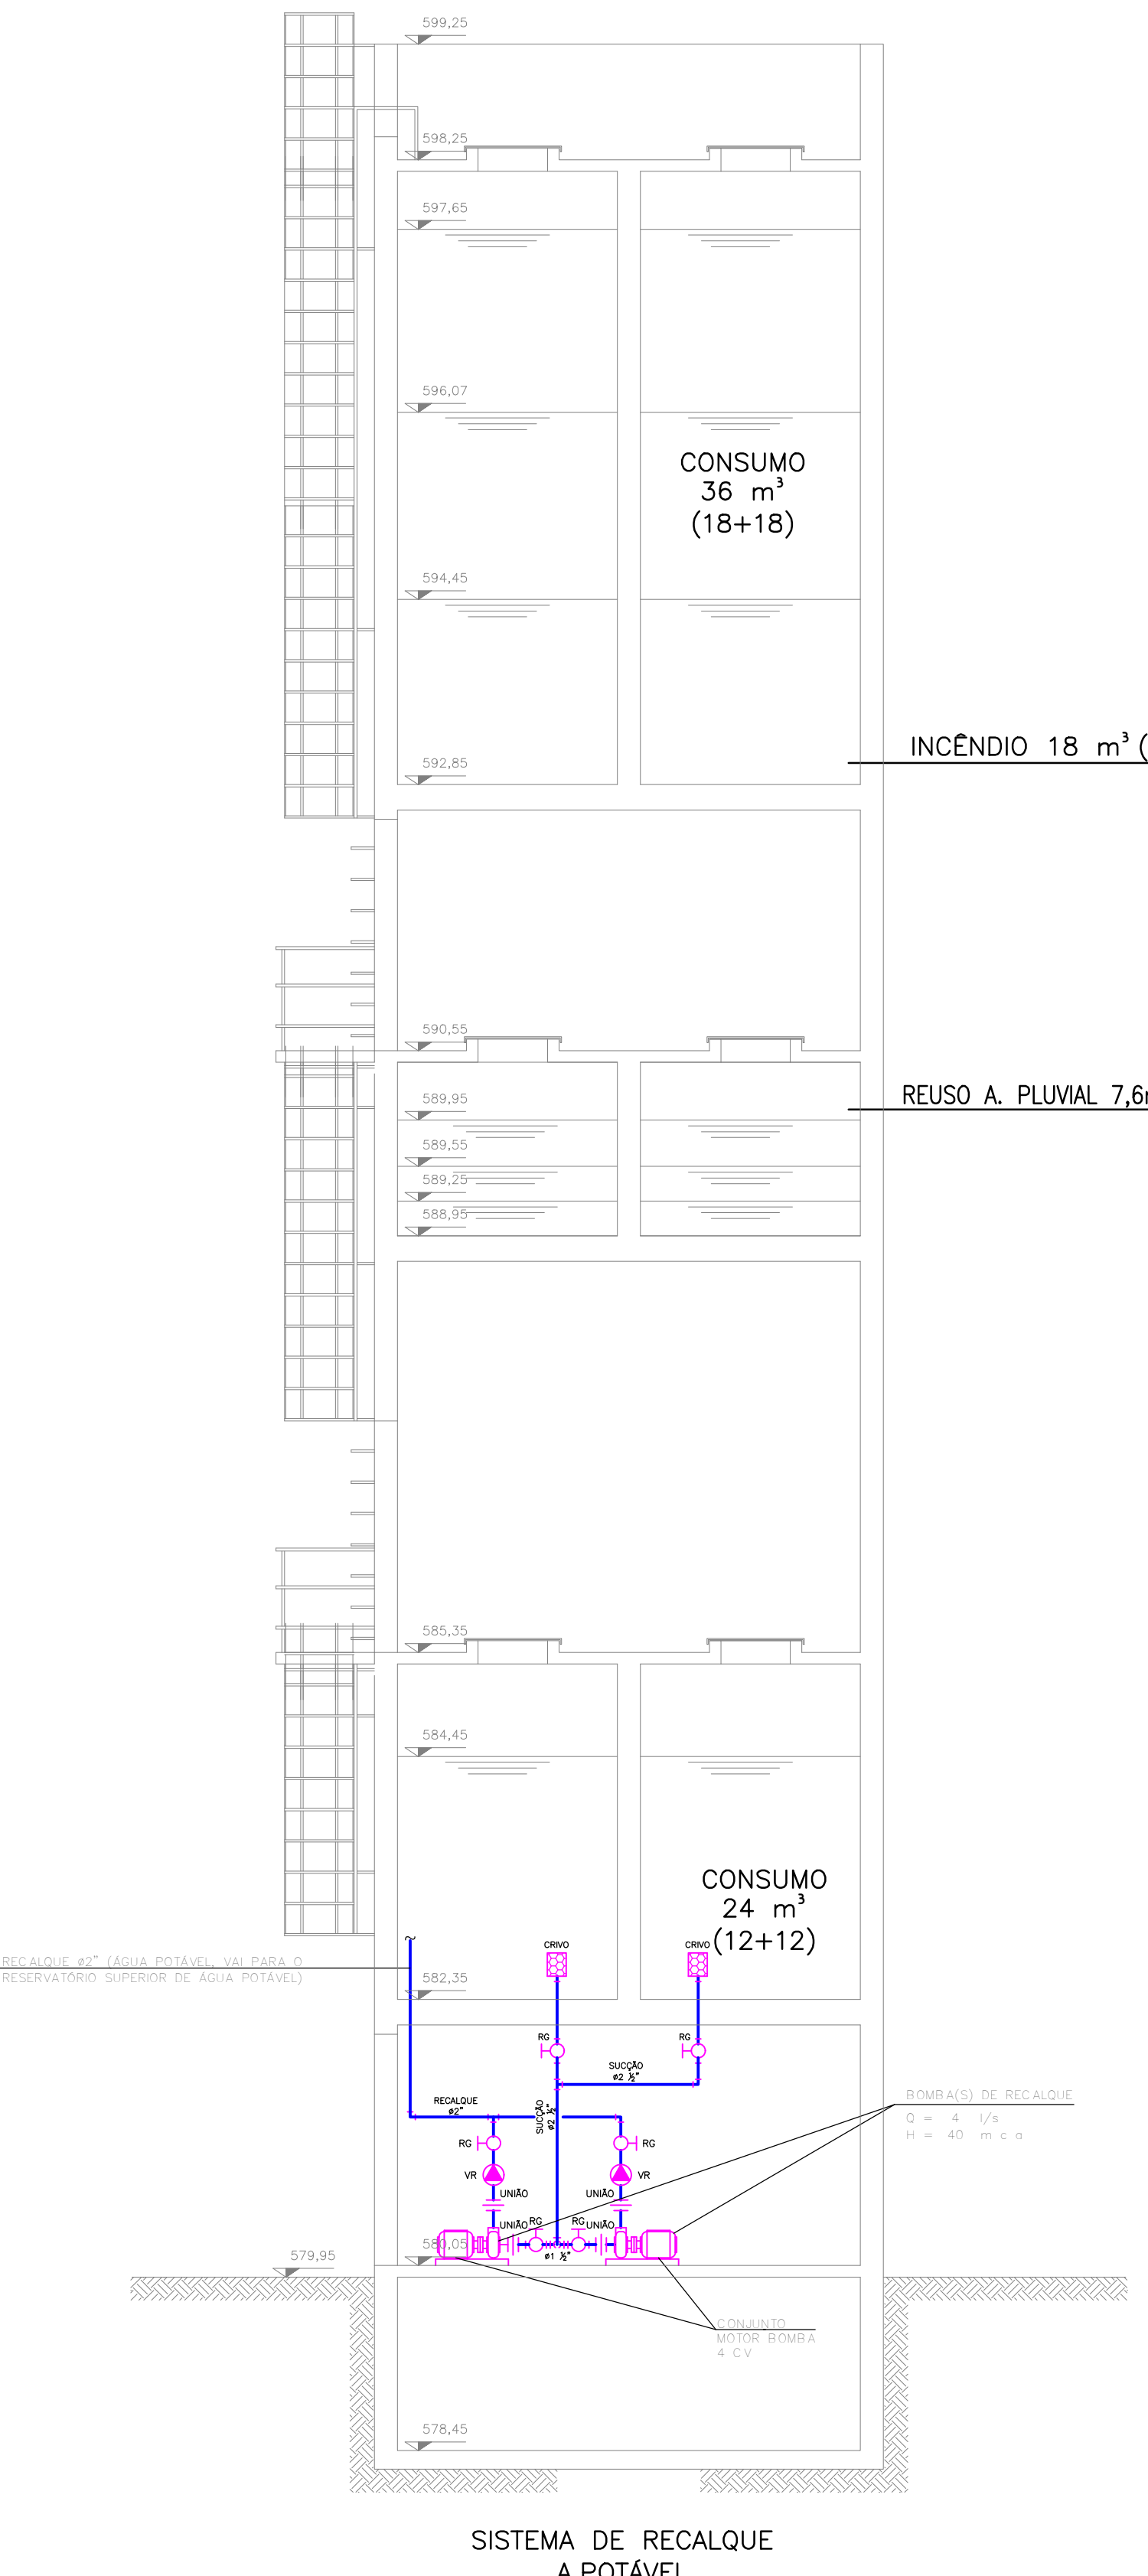 599,25
598,25
597,65
596,07
CONSUMO
36 m³
(18+18)
594,45
INCÊNDIO 18 m³ (
592,85
590,55
REUSO A. PLUVIAL 7,6
589,95
589,55
589,25
588,95
585,35
584,45
CONSUMO
24 m³
(12+12)
CRIVO
CRIVO
RECALQUE ø2" (ÁGUA POTÁVEL, VAI PARA O
RESERVATÓRIO SUPERIOR DE ÁGUA POTÁVEL)
582,35
RG
RG
SUCÇÃO
ø2 ½"
RECALQUE
ø2"
SUCÇÃO
ø2 ½"
BOMBA(S) DE RECALQUE
Q = 4 l/s
H = 40 m c a
RG
RG
VR
VR
UNIÃO
UNIÃO
UNIÃO
RG
RG
UNIÃO
580,05
ø1 ½"
579,95
CONJUNTO
MOTOR BOMBA
4 CV
578,45
SISTEMA DE RECALQUE
A.POTÁVEL